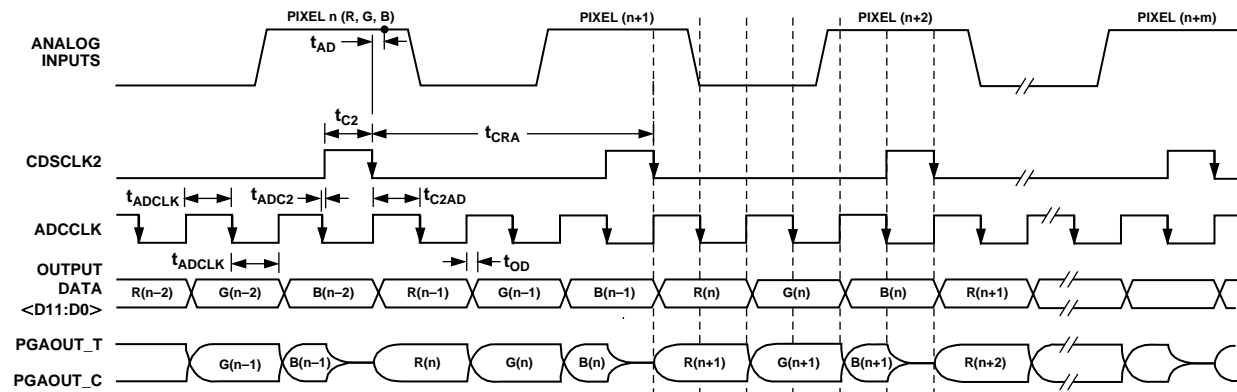 PIXEL n (R, G, B) PIXEL (n+1) PIXEL (n+2) PIXEL (n+m)
ANALOG
INPUTS
tAD
tC2
tCRA
CDSCLK2
tADCLK tADC2 tC2AD
ADCCLK
tADCLK tOD
OUTPUT
DATA
<D11:D0>
R(n–2) G(n–2) B(n–2) R(n–1) G(n–1) B(n–1) R(n) G(n) B(n) R(n+1)
PGAOUT_T
G(n–1) B(n–1) R(n) G(n) B(n) R(n+1) G(n+1) B(n+1) R(n+2)
PGAOUT_C